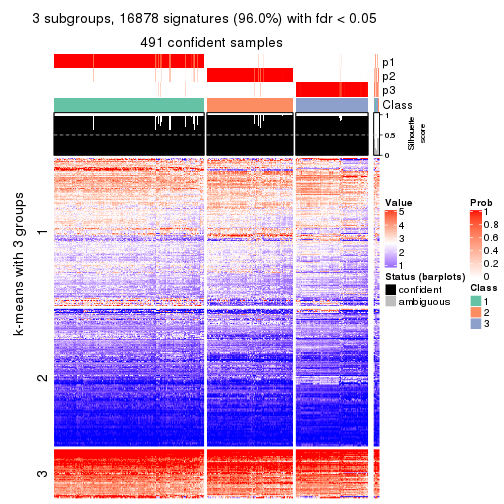 3 subgroups, 16878 signatures (96.0%) with fdr < 0.05
491 confident samples
p1
p2
p3
Class
1
0.5
0
Silhouette
score
k-means with 3 groups
1
2
3
Value
5
4
3
2
1
Status (barplots)
confident
ambiguous
Prob
1
0.8
0.6
0.4
0.2
0
Class
1
2
3